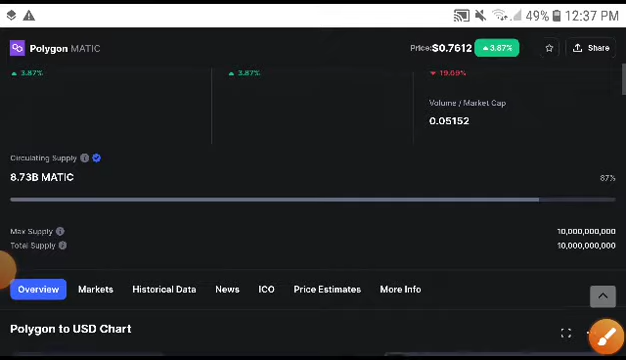 49% 12:37 PM
Polygon MATIC Price: $0.7612 ▲ 3.87% Share
▲ 3.87% ▲ 3.87% ▼ 19.09%
Volume / Market Cap
0.05152
Circulating Supply
8.73B MATIC 87%
Max Supply 10,000,000,000
Total Supply 10,000,000,000
Overview Markets Historical Data News ICO Price Estimates More Info
Polygon to USD Chart